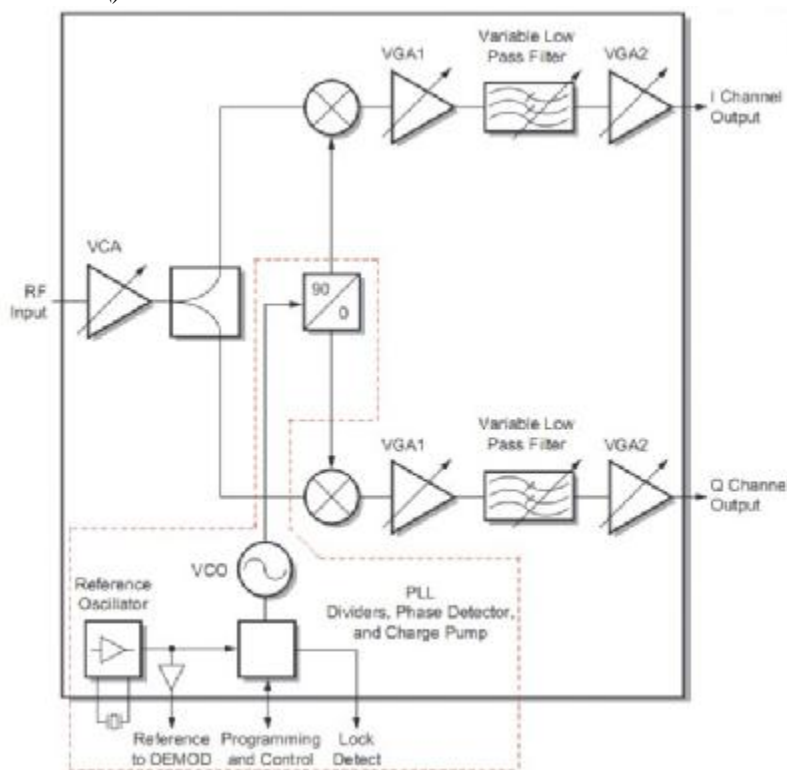 VGA1
Variable Low
Pass Filter
VGA2
I Channel
Output
VCA
RF
Input
90
0
VGA1
Variable Low
Pass Filter
VGA2
Q Channel
Output
VCO
Reference
Oscillator
PLL
Dividers, Phase Detector,
and Charge Pump
Reference
to DEMOD
Programming
and Control
Lock
Detect